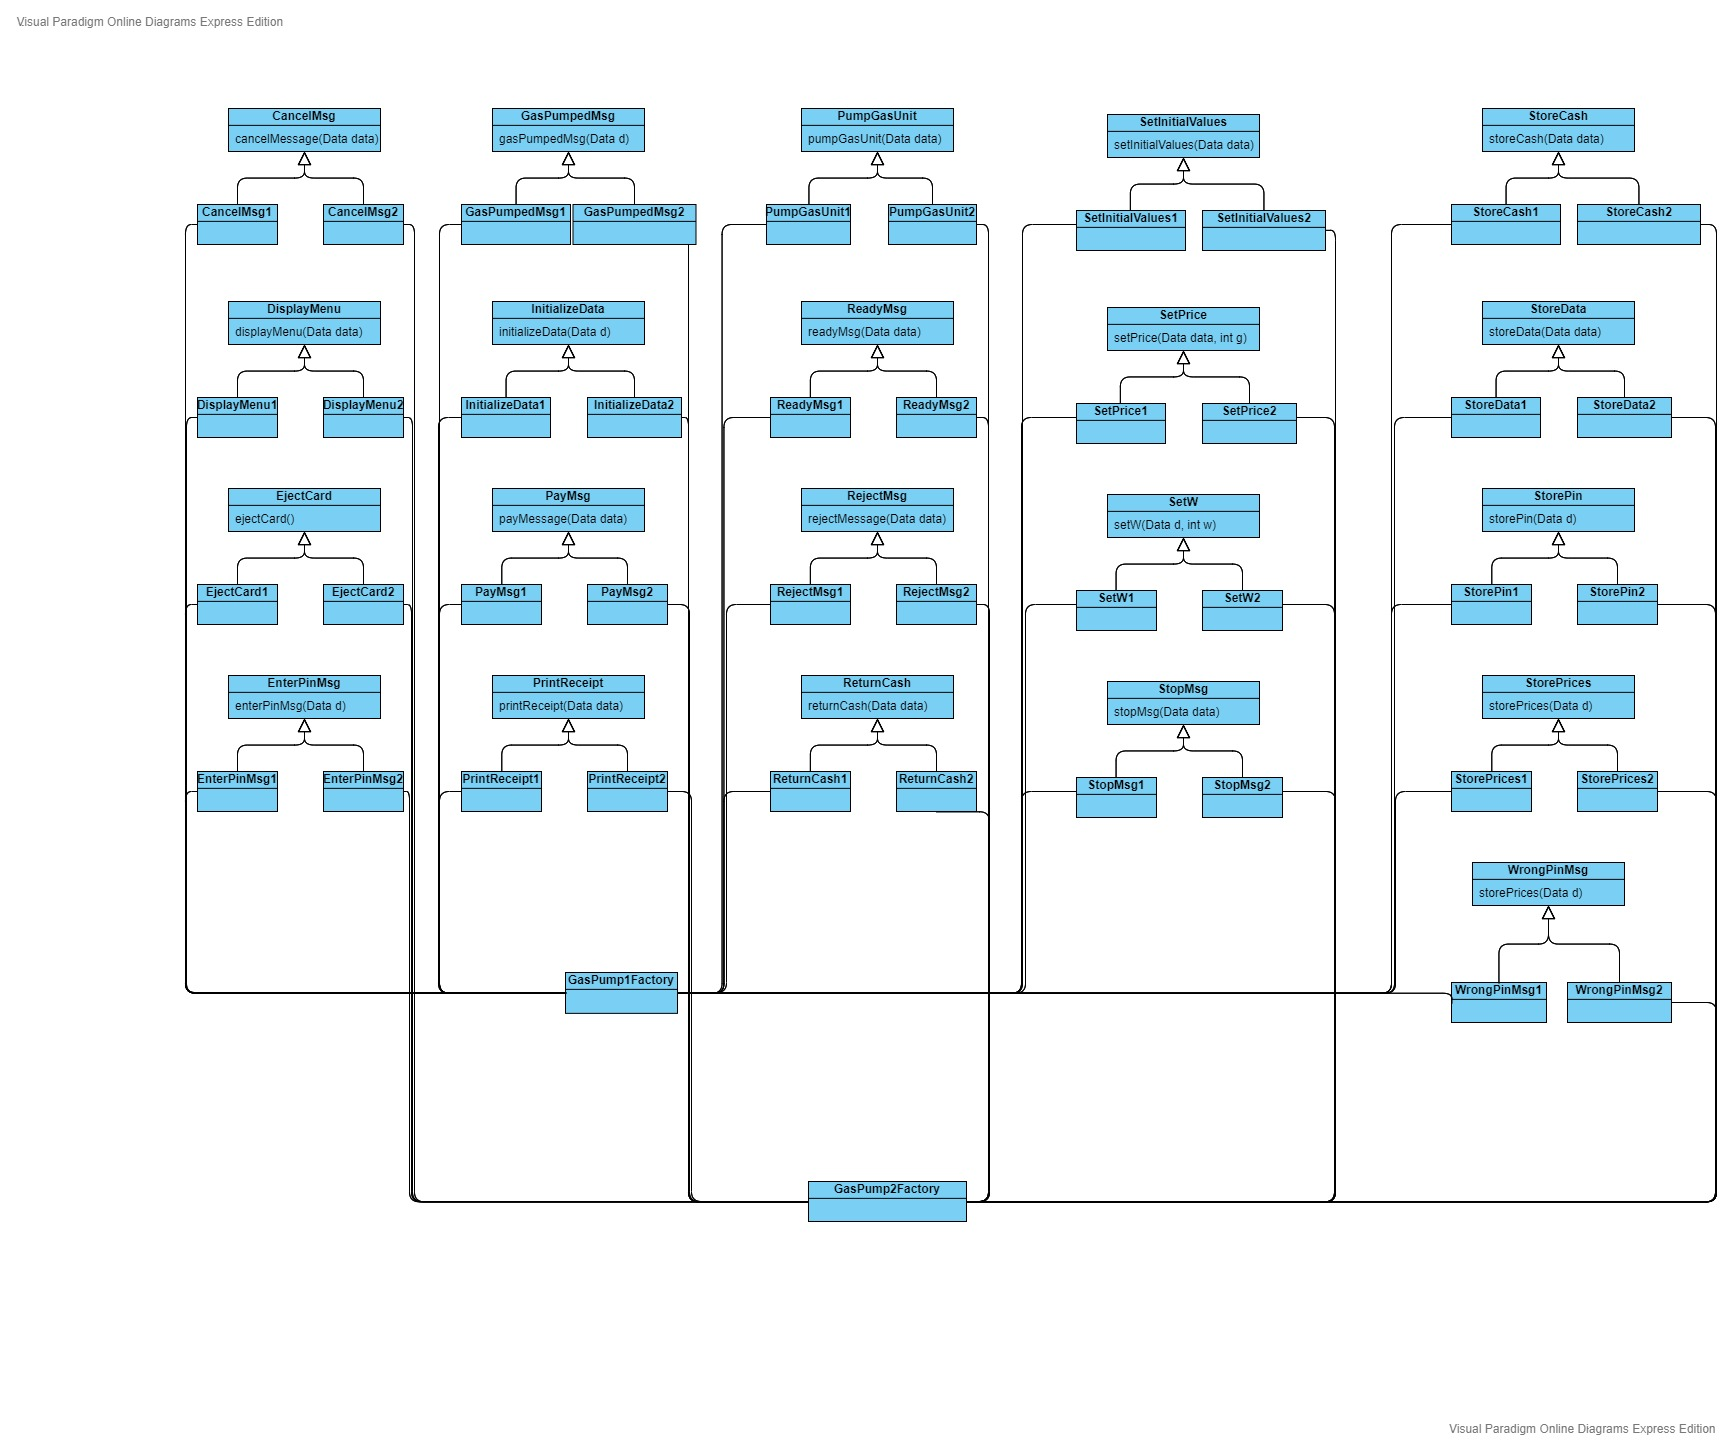 Visual Paradigm Online Diagrams Express Edition
CancelMsg
cancelMessage(Data data)
GasPumpedMsg
gasPumpedMsg(Data d)
PumpGasUnit
pumpGasUnit(Data data)
SetInitialValues
setInitialValues(Data data)
StoreCash
storeCash(Data data)
CancelMsg1
CancelMsg2
GasPumpedMsg1
GasPumpedMsg2
PumpGasUnit1
PumpGasUnit2
SetInitialValues1
SetInitialValues2
StoreCash1
StoreCash2
DisplayMenu
displayMenu(Data data)
InitializeData
initializeData(Data d)
ReadyMsg
readyMsg(Data data)
SetPrice
setPrice(Data data, int g)
StoreData
storeData(Data data)
DisplayMenu1
DisplayMenu2
InitializeData1
InitializeData2
ReadyMsg1
ReadyMsg2
SetPrice1
SetPrice2
StoreData1
StoreData2
EjectCard
ejectCard()
PayMsg
payMessage(Data data)
RejectMsg
rejectMessage(Data data)
SetW
setW(Data d, int w)
StorePin
storePin(Data d)
EjectCard1
EjectCard2
PayMsg1
PayMsg2
RejectMsg1
RejectMsg2
SetW1
SetW2
StorePin1
StorePin2
EnterPinMsg
enterPinMsg(Data d)
PrintReceipt
printReceipt(Data data)
ReturnCash
returnCash(Data data)
StopMsg
stopMsg(Data data)
StorePrices
storePrices(Data d)
EnterPinMsg1
EnterPinMsg2
PrintReceipt1
PrintReceipt2
ReturnCash1
ReturnCash2
StopMsg1
StopMsg2
StorePrices1
StorePrices2
WrongPinMsg
storePrices(Data d)
GasPump1Factory
WrongPinMsg1
WrongPinMsg2
GasPump2Factory
Visual Paradigm Online Diagrams Express Edition